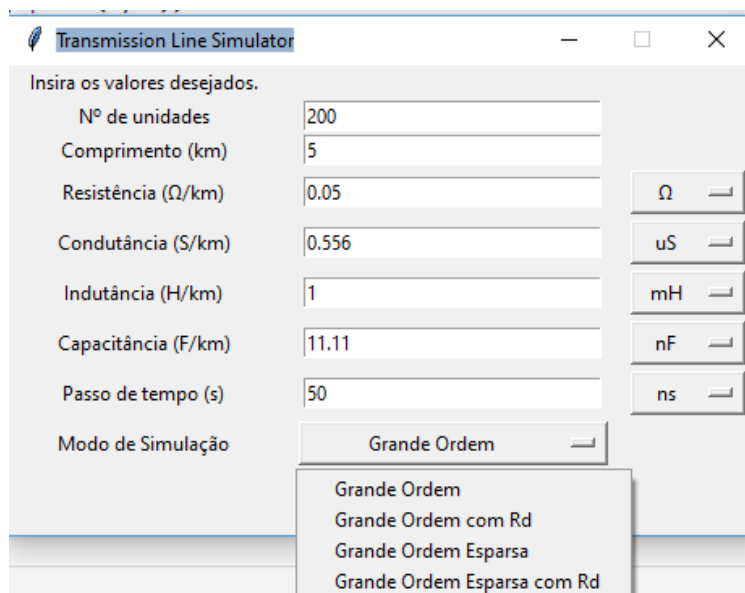 Transmission Line Simulator
Insira os valores desejados.
Nº de unidades 200
Comprimento (km) 5
Resistência (Ω/km) 0.05 Ω
Condutância (S/km) 0.556 uS
Indutância (H/km) 1 mH
Capacitância (F/km) 11.11 nF
Passo de tempo (s) 50 ns
Modo de Simulação Grande Ordem
Grande Ordem
Grande Ordem com Rd
Grande Ordem Esparsa
Grande Ordem Esparsa com Rd